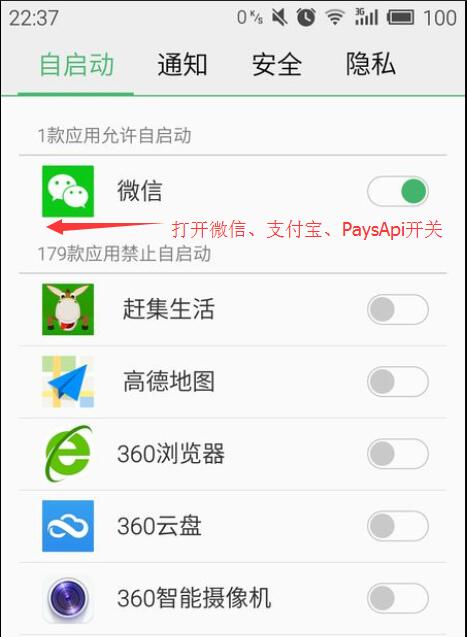 22:37 0 K/s 3G 100
自启动 通知 安全 隐私
1款应用允许自启动
微信
打开微信、支付宝、PaysApi开关
179款应用禁止自启动
赶集生活
高德地图
360浏览器
360云盘
360智能摄像机